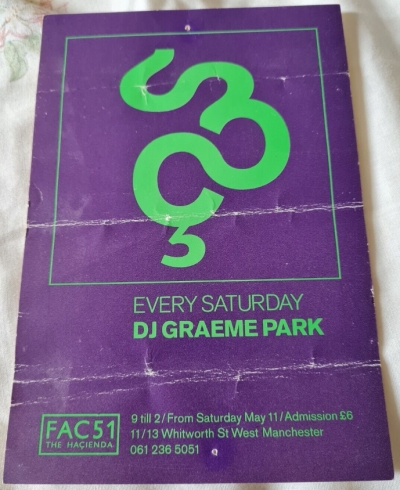 EVERY SATURDAY
DJ GRAEME PARK
FAC51
THE HAÇIENDA.
9 till 2/From Saturday May 11/Admission £6
11/13 Whitworth St West Manchester
061 236 5051